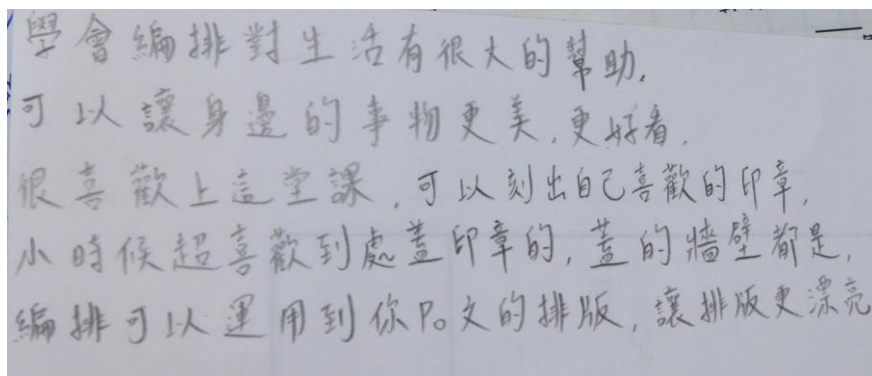 學會編排對生活有很大的幫助,
可以讓身邊的事物更美,更好看,
很喜歡上這堂課,可以刻出自己喜歡的印章,
小時候超喜歡到處蓋印章的,蓋的牆壁都是,
編排可以運用到你Po文的排版,讓排版更漂亮